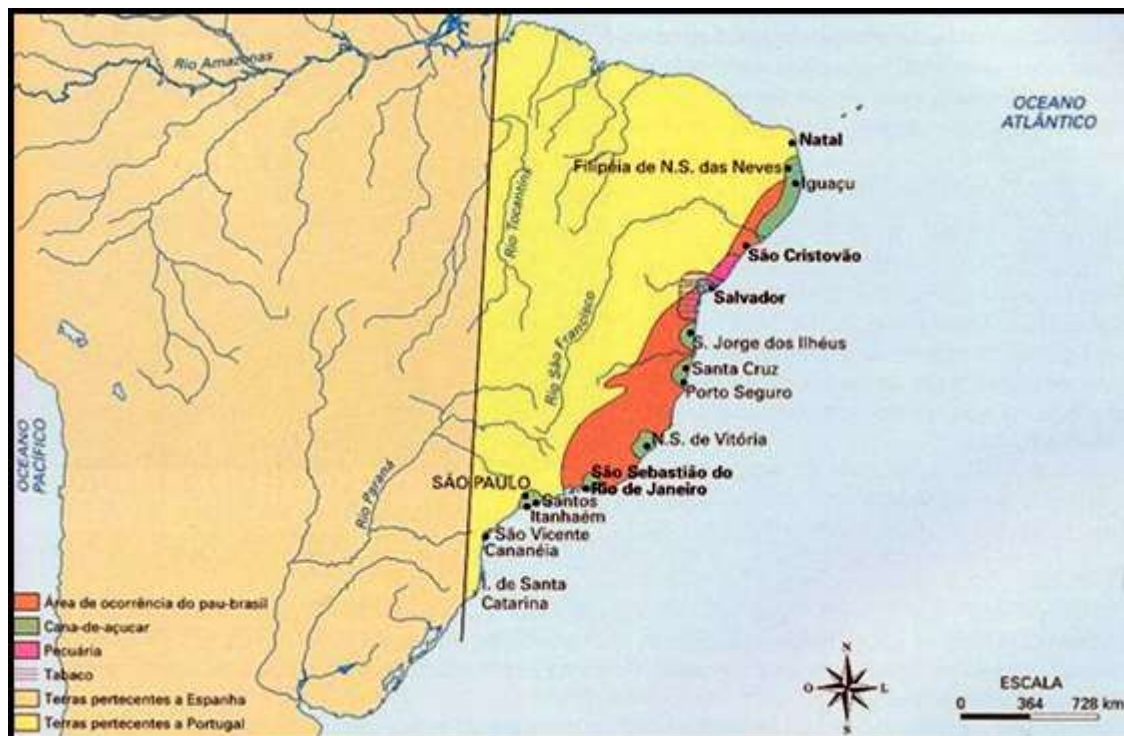 Rio Amazonas
OCEANO
ATLÂNTICO
Natal
Filipéia de N.S. das Neves
Iguaçu
Rio Tocantins
São Cristovão
Salvador
Rio São Francisco
S. Jorge dos Ilhéus
Santa Cruz
Porto Seguro
OCEANO
PACÍFICO
N.S. de Vitória
Rio Paraná
SÃO PAULO
São Sebastião do
Rio de Janeiro
Santos
Itanhaém
São Vicente
Cananéia
I. de Santa
Catarina
Área de ocorrência do pau-brasil
Cana-de-açucar
Pecuária
Tabaco
Terras pertecentes a Espanha
Terras pertecentes a Portugal
N
O
L
S
ESCALA
0 364 728 km